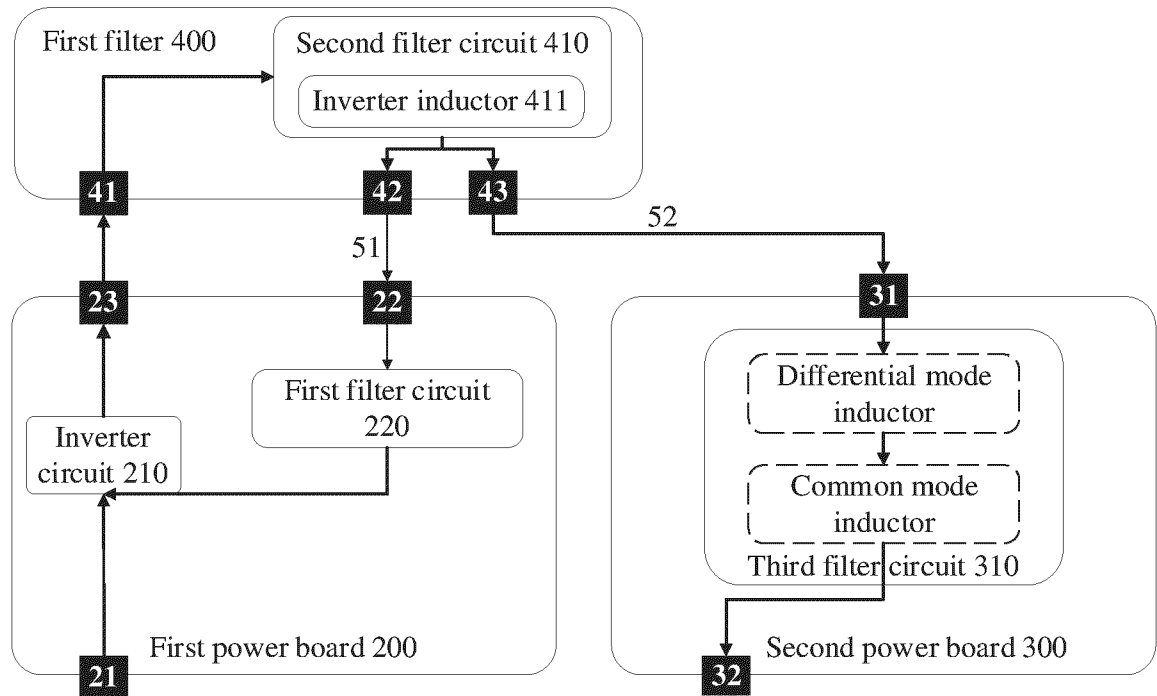 First filter 400
Second filter circuit 410
Inverter inductor 411
41
42
43
51
52
23
22
31
First filter circuit
220
Inverter
circuit 210
Differential mode
inductor
Common mode
inductor
Third filter circuit 310
First power board 200
Second power board 300
21
32